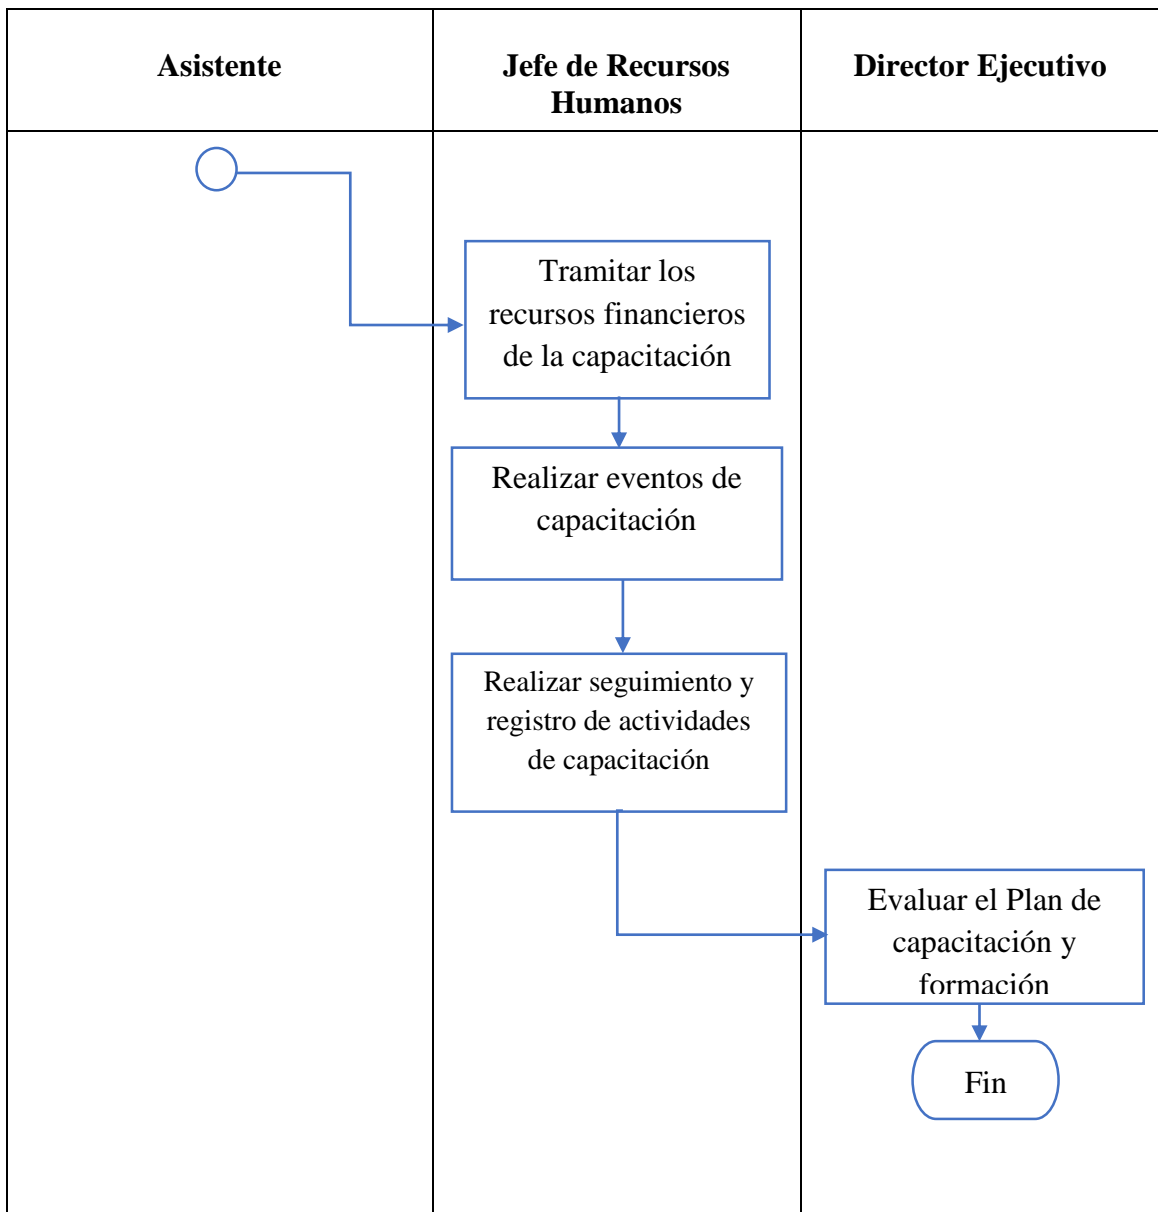 Asistente
Jefe de Recursos
Humanos
Director Ejecutivo
Tramitar los
recursos financieros
de la capacitación
Realizar eventos de
capacitación
Realizar seguimiento y
registro de actividades
de capacitación
Evaluar el Plan de
capacitación y
formación
Fin